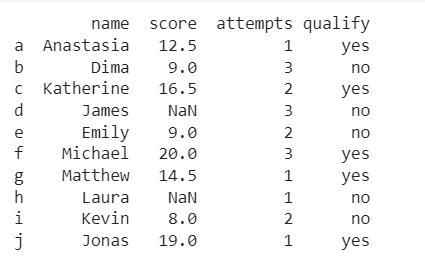 name score attempts qualify
a Anastasia 12.5 1 yes
b Dima 9.0 3 no
c Katherine 16.5 2 yes
d James NaN 3 no
e Emily 9.0 2 no
f Michael 20.0 3 yes
g Matthew 14.5 1 yes
h Laura NaN 1 no
i Kevin 8.0 2 no
j Jonas 19.0 1 yes